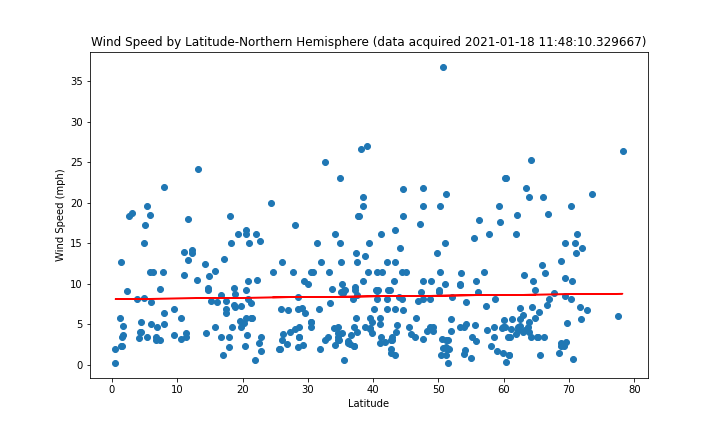 Wind Speed by Latitude-Northern Hemisphere (data acquired 2021-01-18 11:48:10.329667)
35
30
25
20
15
10
5
0
Wind Speed (mph)
0 10 20 30 40 50 60 70 80
Latitude